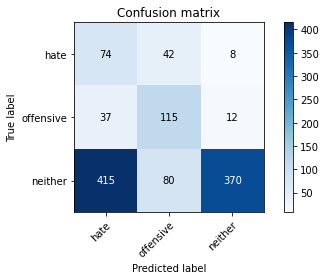 Confusion matrix
hate 74 42 8
offensive 37 115 12
neither 415 80 370
hate offensive neither
True label
Predicted label
400
350
300
250
200
150
100
50